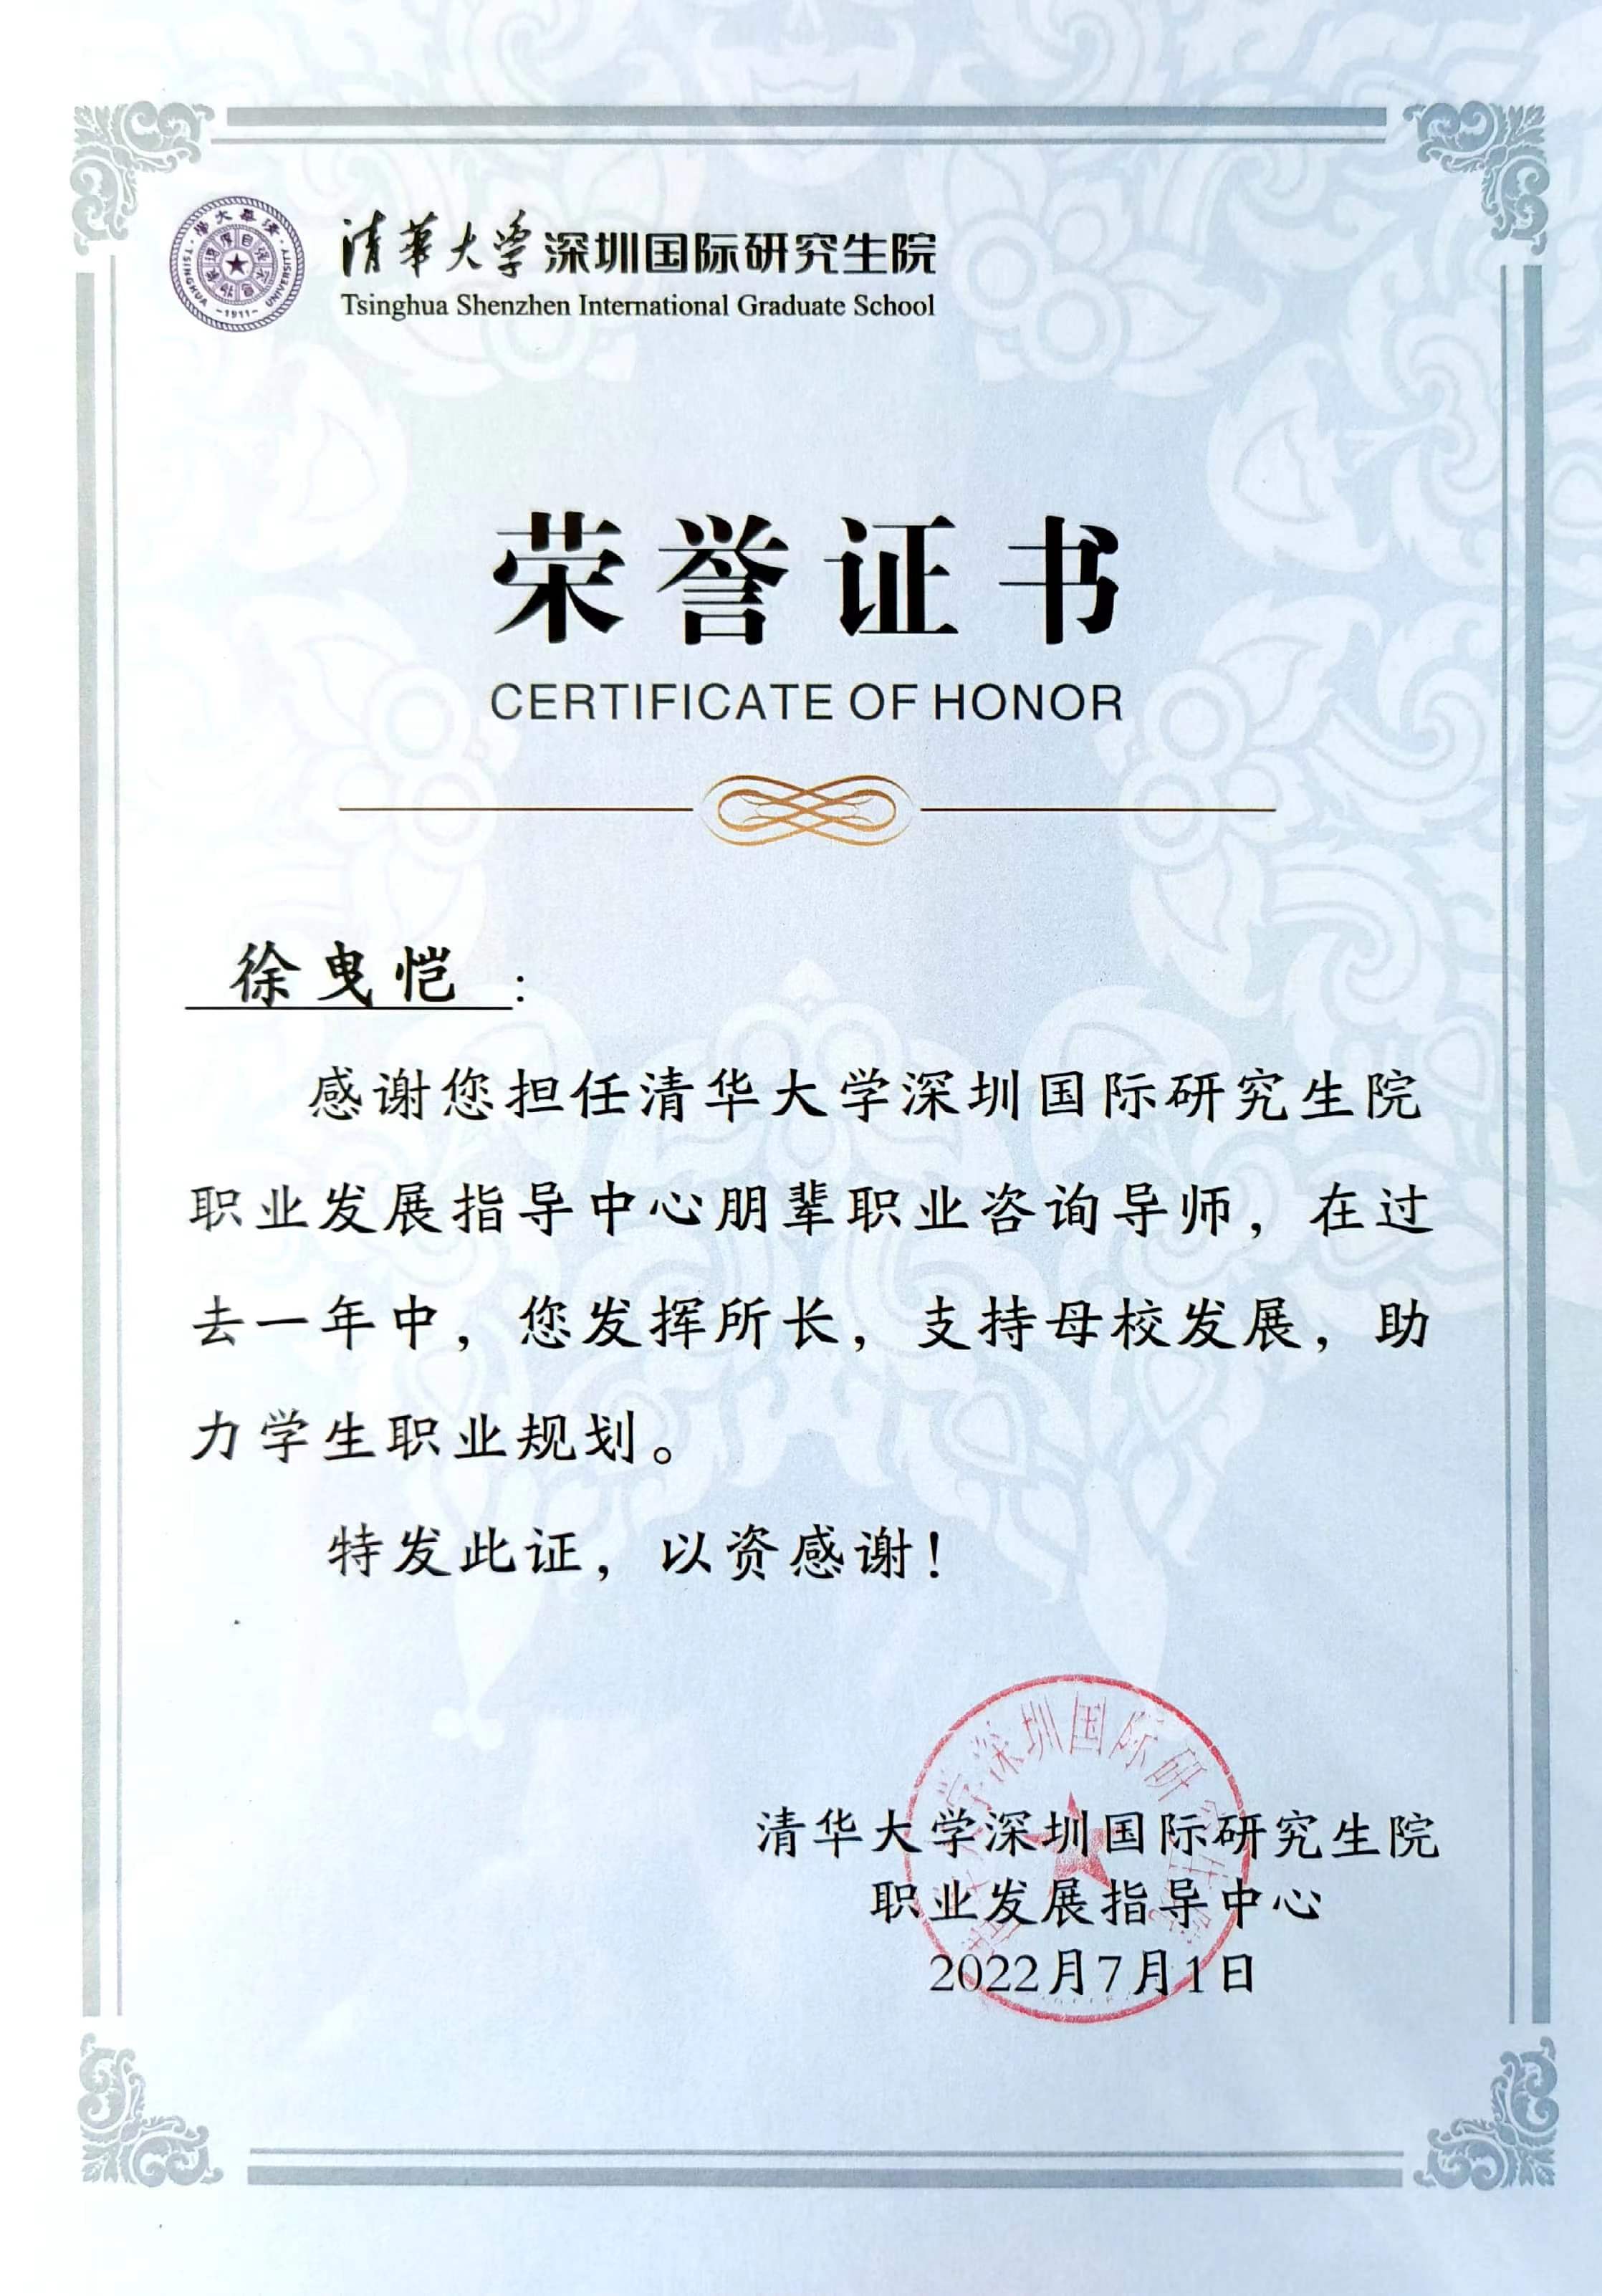 清華大学深圳国际研究生院
Tsinghua Shenzhen International Graduate School
TSINGHUA UNIVERSITY
-1911-
荣誉证书
CERTIFICATE OF HONOR
徐曳恺：
感谢您担任清华大学深圳国际研究生院
职业发展指导中心朋辈职业咨询导师，在过
去一年中，您发挥所长，支持母校发展，助
力学生职业规划。
特发此证，以资感谢！
清华大学深圳国际研究生院
职业发展指导中心
2022月7月1日